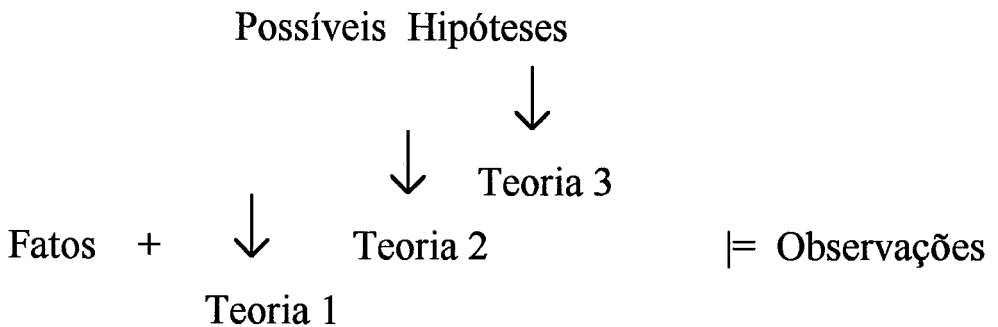 Possíveis Hipóteses
Teoria 3
Fatos + Teoria 2 |= Observações
Teoria 1